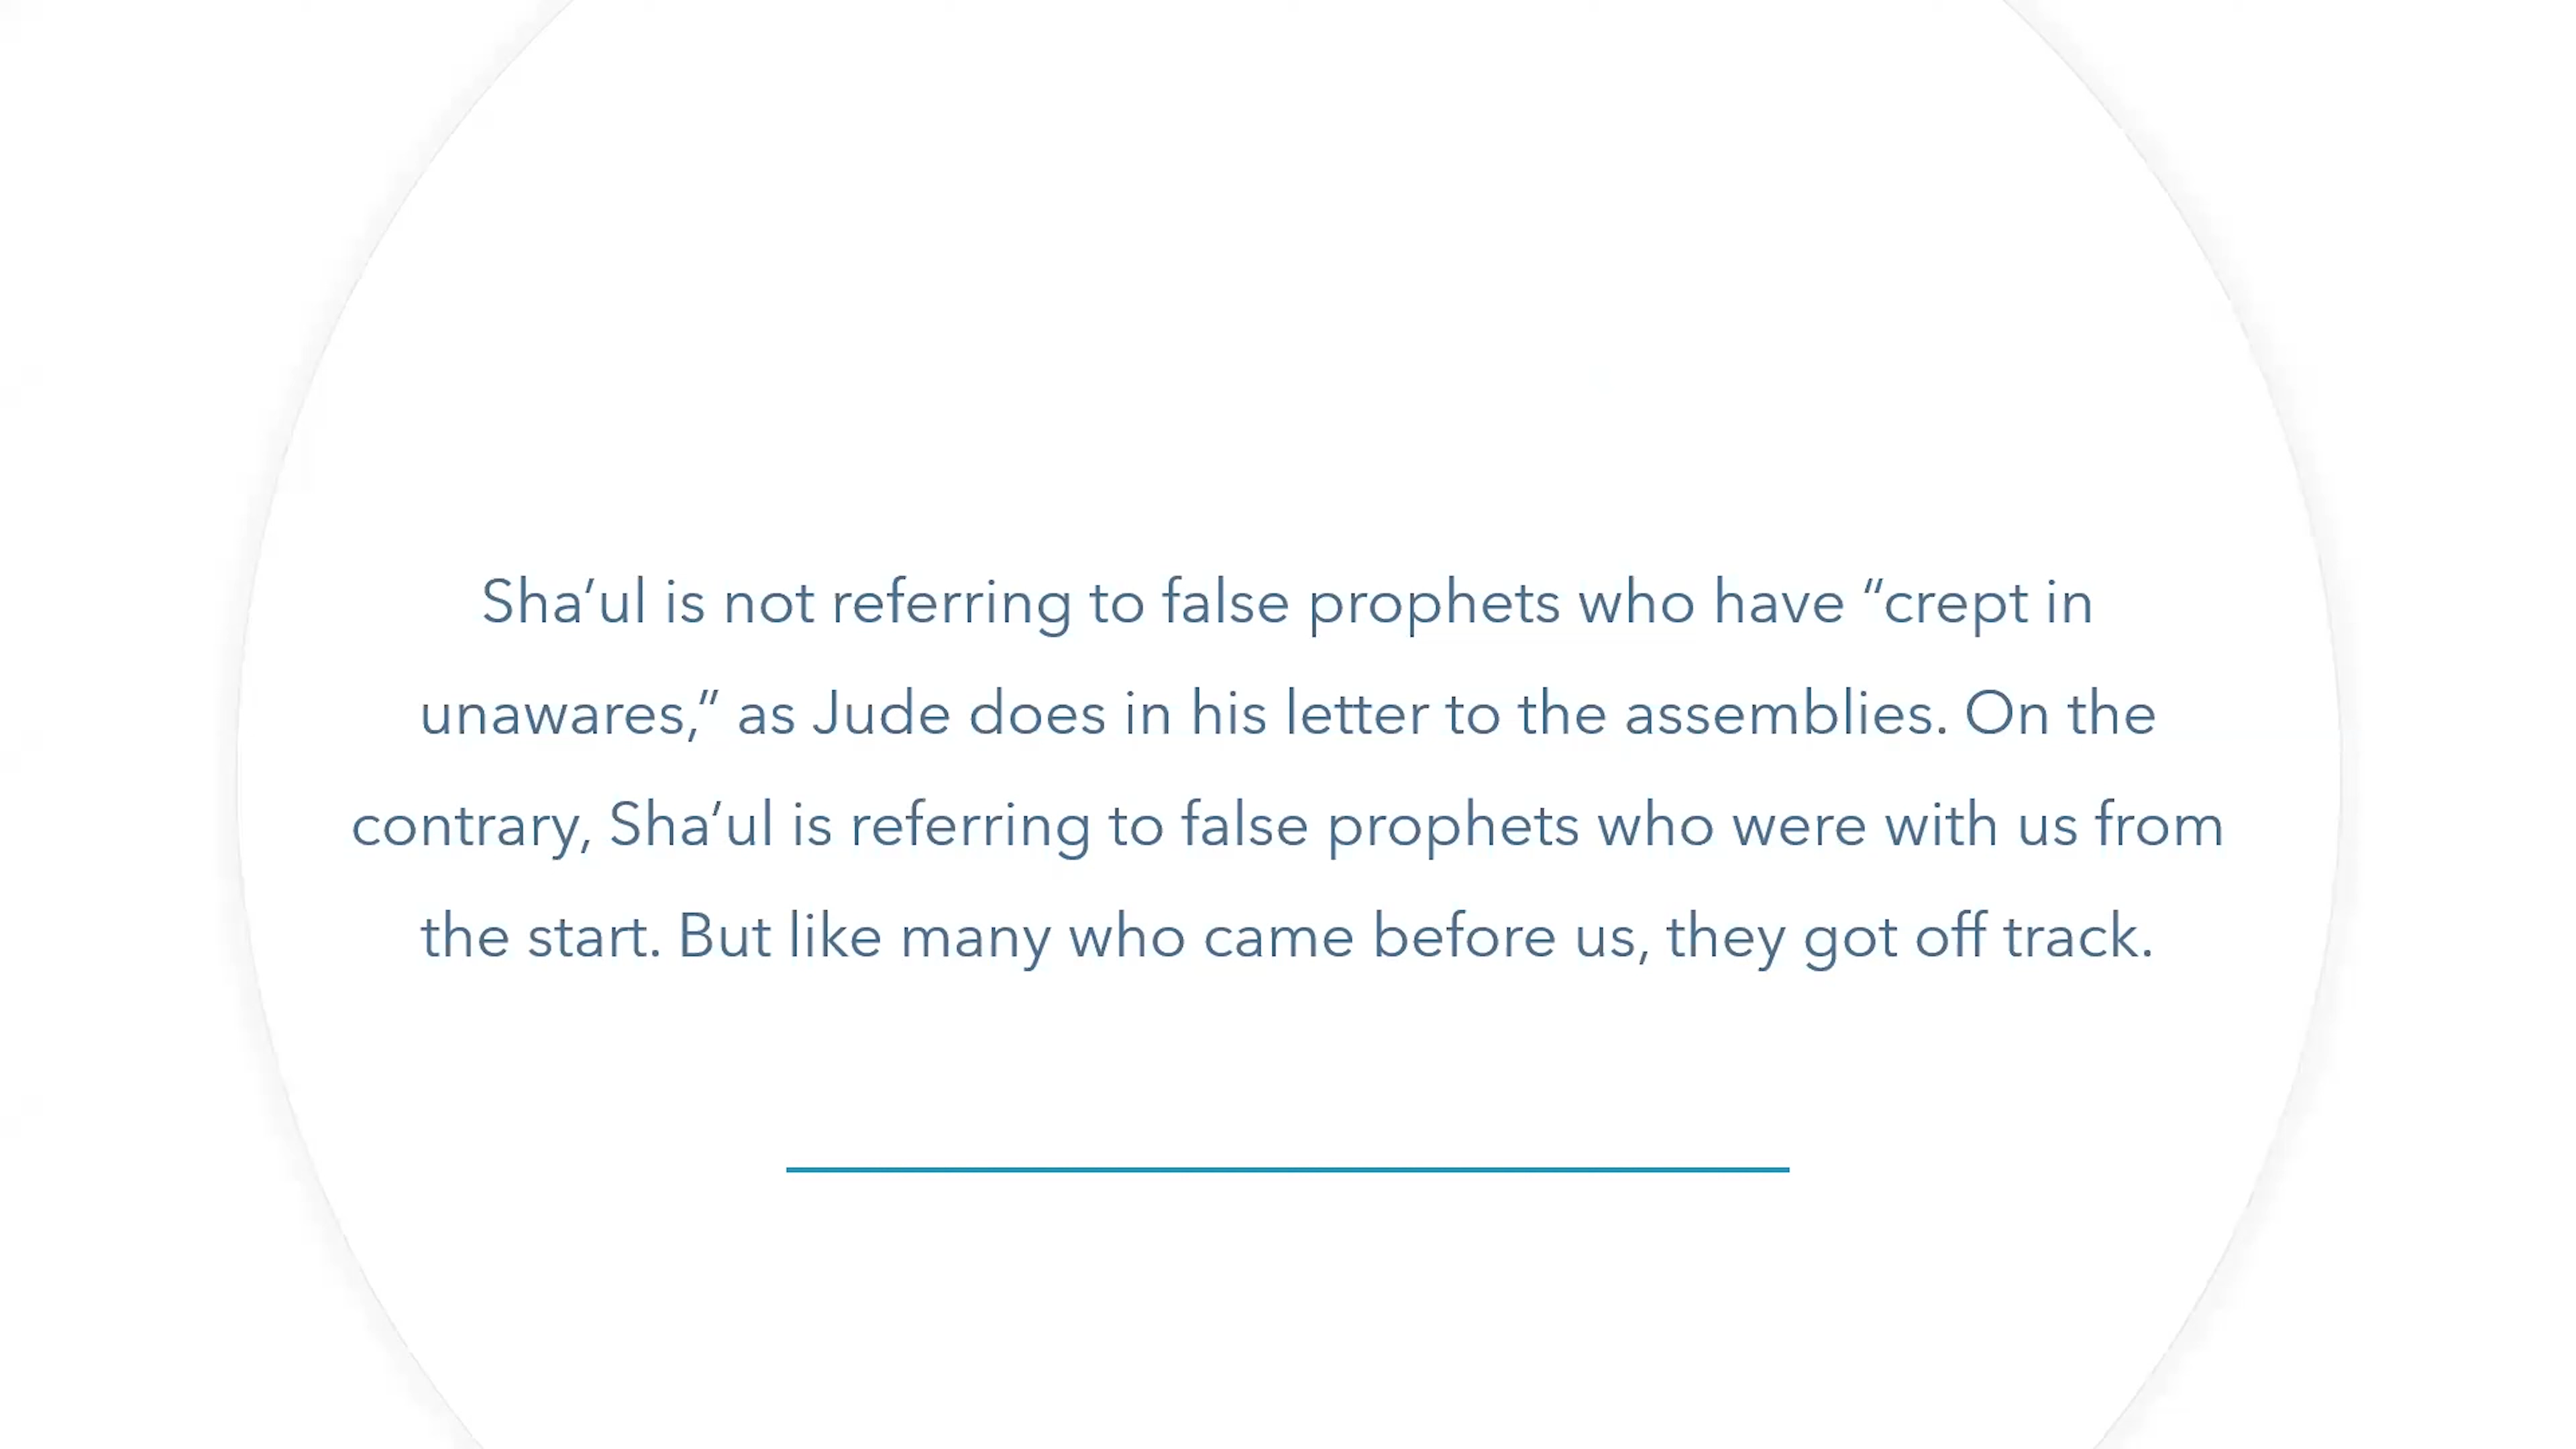 Sha’ul is not referring to false prophets who have “crept in
unawares,” as Jude does in his letter to the assemblies. On the
contrary, Sha’ul is referring to false prophets who were with us from
the start. But like many who came before us, they got off track.